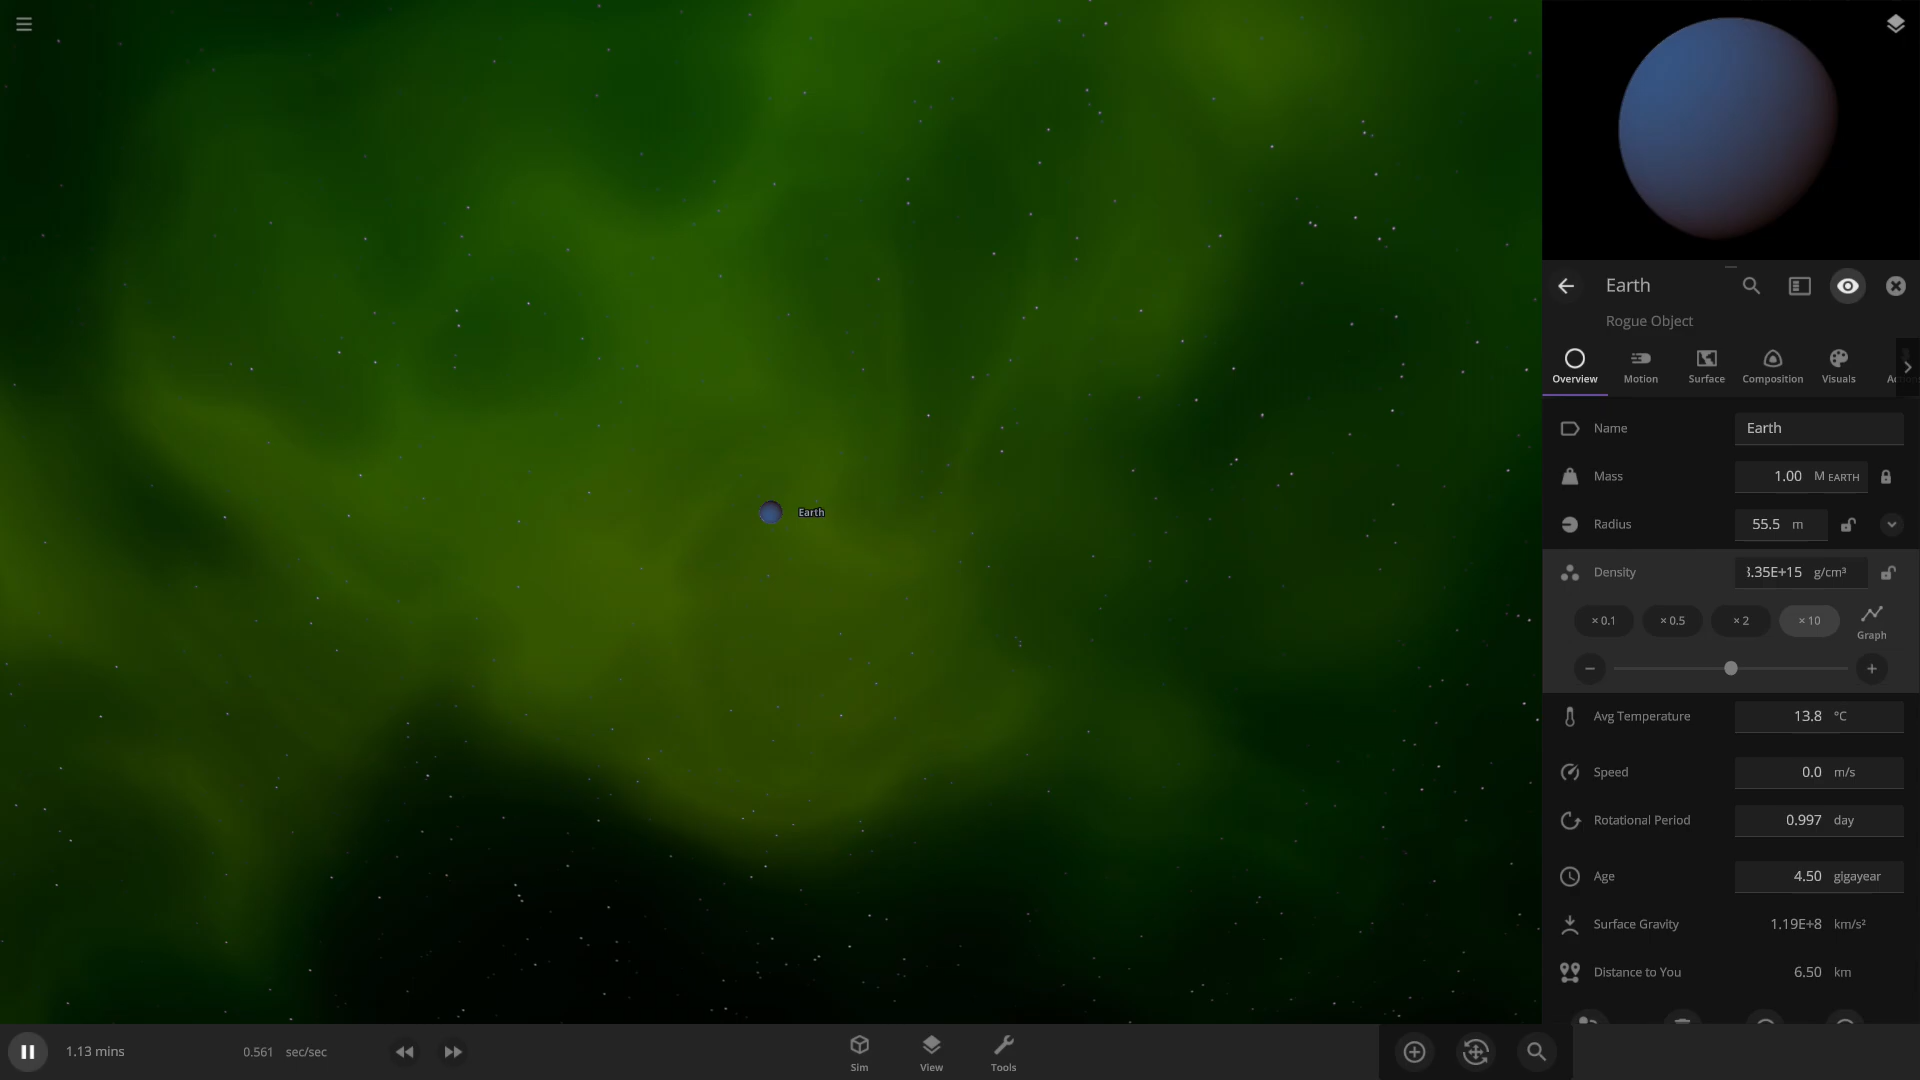 Earth
Earth
Rogue Object
Overview
Motion
Surface
Composition
Visuals
Name
Earth
Mass
1.00 M EARTH
Radius
55.5 m
Density
.35E+15 g/cm³
× 0.1
× 0.5
× 2
× 10
Graph
Avg Temperature
13.8 °C
Speed
0.0 m/s
Rotational Period
0.997 day
Age
4.50 gigayear
Surface Gravity
1.19E+8 km/s²
Distance to You
6.50 km
1.13 mins
0.561 sec/sec
Sim
View
Tools